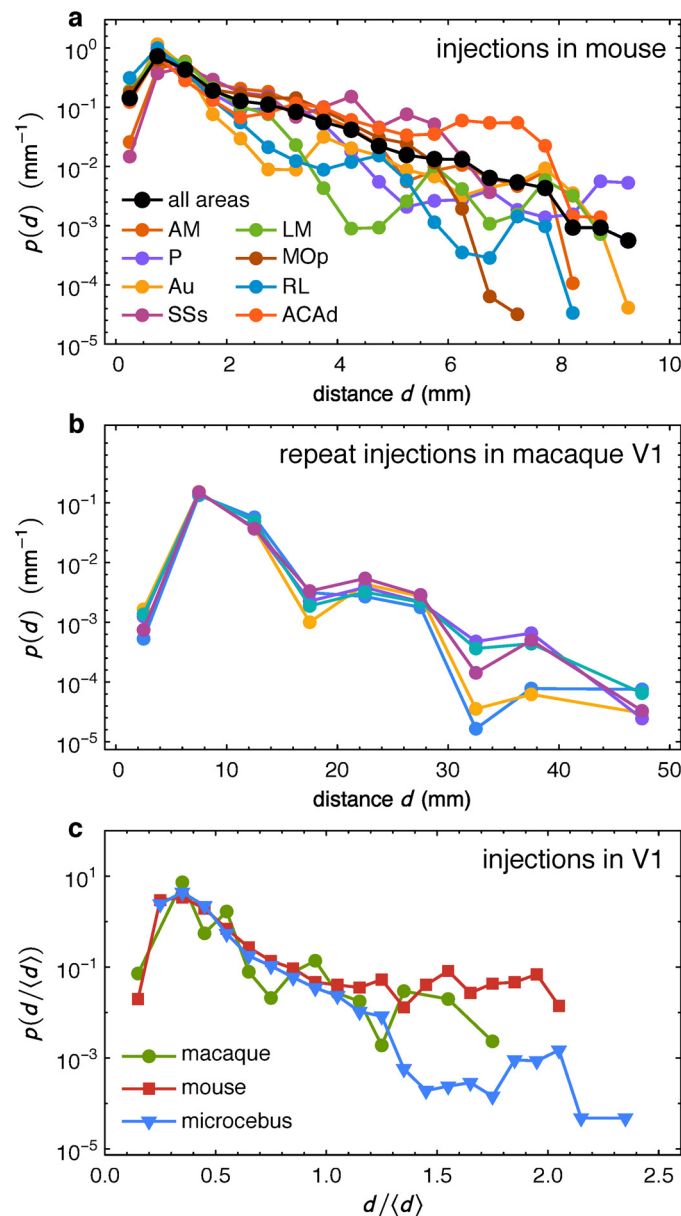 a
injections in mouse
p(d) (mm⁻¹)
10⁰
10⁻¹
10⁻²
10⁻³
10⁻⁴
10⁻⁵
all areas
AM LM
P MOp
Au RL
SSs ACAd
0 2 4 6 8 10
distance d (mm)
b
repeat injections in macaque V1
p(d) (mm⁻¹)
10⁻¹
10⁻²
10⁻³
10⁻⁴
10⁻⁵
0 10 20 30 40 50
distance d (mm)
c
injections in V1
p(d/⟨d⟩)
10¹
10⁻¹
10⁻³
10⁻⁵
macaque
mouse
microcebus
0.0 0.5 1.0 1.5 2.0 2.5
d/⟨d⟩